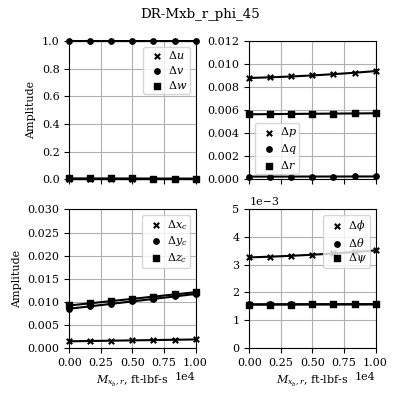 DR-Mxb_r_phi_45
1.0
0.8
0.6
0.4
0.2
0.0
Amplitude
Δu
Δv
Δw
0.012
0.010
0.008
0.006
0.004
0.002
0.000
Δp
Δq
Δr
0.030
0.025
0.020
0.015
0.010
0.005
0.000
Amplitude
Δx_c
Δy_c
Δz_c
0.00 0.25 0.50 0.75 1.00
1e4
M_{x_b,r}, ft-lbf-s
1e−3
5
4
3
2
1
0
Δϕ
Δθ
Δψ
0.00 0.25 0.50 0.75 1.00
1e4
M_{x_b,r}, ft-lbf-s